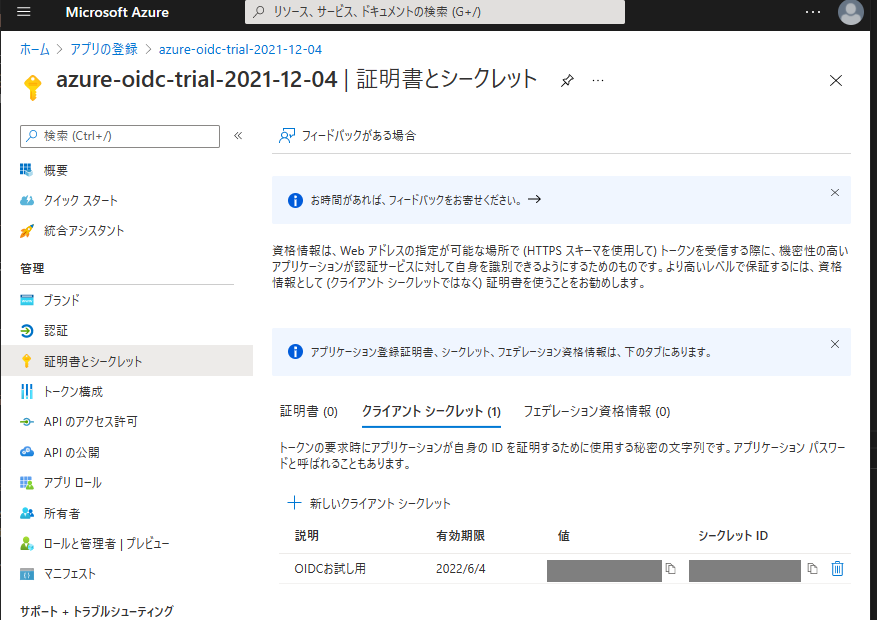 Microsoft Azure
リソース、サービス、ドキュメントの検索 (G+/)
ホーム > アプリの登録 > azure-oidc-trial-2021-12-04
azure-oidc-trial-2021-12-04 | 証明書とシークレット
検索 (Ctrl+/)
概要
クイック スタート
統合アシスタント
管理
ブランド
認証
証明書とシークレット
トークン構成
API のアクセス許可
API の公開
アプリ ロール
所有者
ロールと管理者 | プレビュー
マニフェスト
サポート + トラブルシューティング
フィードバックがある場合
お時間があれば、フィードバックをお寄せください。 →
資格情報は、Web アドレスの指定が可能な場所で (HTTPS スキーマを使用して) トークンを受信する際に、機密性の高い
アプリケーションが認証サービスに対して自身を識別できるようにするためのものです。より高いレベルで保証するには、資格
情報として (クライアント シークレットではなく) 証明書を使うことをお勧めします。
アプリケーション登録証明書、シークレット、フェデレーション資格情報は、下のタブにあります。
証明書 (0) クライアント シークレット (1) フェデレーション資格情報 (0)
トークンの要求時にアプリケーションが自身の ID を証明するために使用する秘密の文字列です。アプリケーション パスワー
ドと呼ばれることもあります。
新しいクライアント シークレット
説明 有効期限 値 シークレット ID
OIDCお試し用 2022/6/4